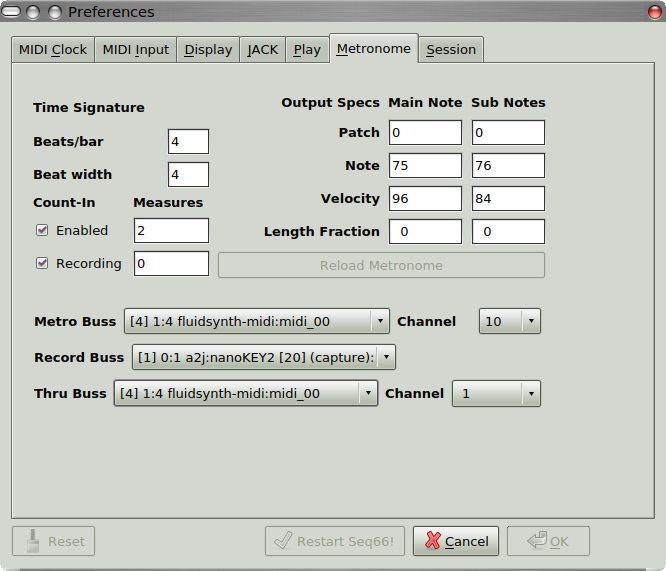 Preferences
MIDI Clock MIDI Input Display JACK Play Metronome Session
Time Signature
Output Specs Main Note Sub Notes
Patch 0 0
Beats/bar 4
Note 75 76
Beat width 4
Velocity 96 84
Count-In Measures
Enabled 2
Length Fraction 0 0
Recording 0
Reload Metronome
Metro Buss [4] 1:4 fluidsynth-midi:midi_00 Channel 10
Record Buss [1] 0:1 a2j:nanoKEY2 [20] (capture):
Thru Buss [4] 1:4 fluidsynth-midi:midi_00 Channel 1
Reset Restart Seq66! Cancel OK